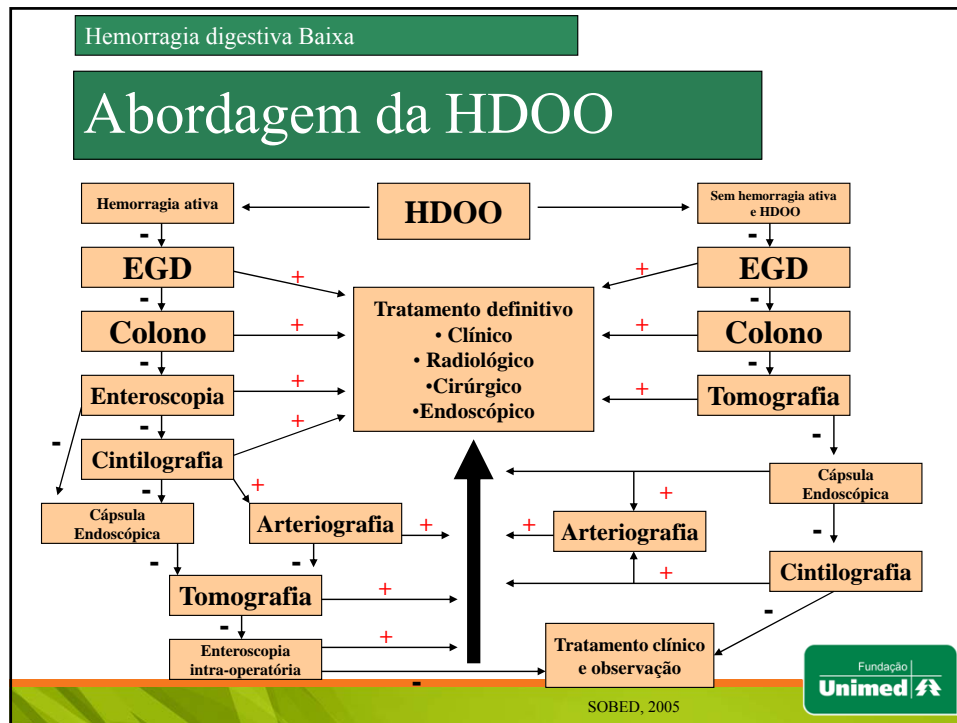 Hemorragia digestiva Baixa
Abordagem da HDOO
Hemorragia ativa
HDOO
Sem hemorragia ativa
e HDOO
-
-
EGD
+
+
EGD
-
-
Tratamento definitivo
• Clínico
• Radiológico
•Cirúrgico
•Endoscópico
Colono
+
+
Colono
-
-
Enteroscopia
+
+
Tomografia
-
-
+
-
Cintilografia
-
+
Cápsula
Endoscópica
+
Cápsula
Endoscópica
Arteriografia
+
+
Arteriografia
-
-
-
+
+
Cintilografia
Tomografia
+
-
-
Enteroscopia
intra-operatória
+
-
Tratamento clínico
e observação
SOBED, 2005
Fundação
Unimed